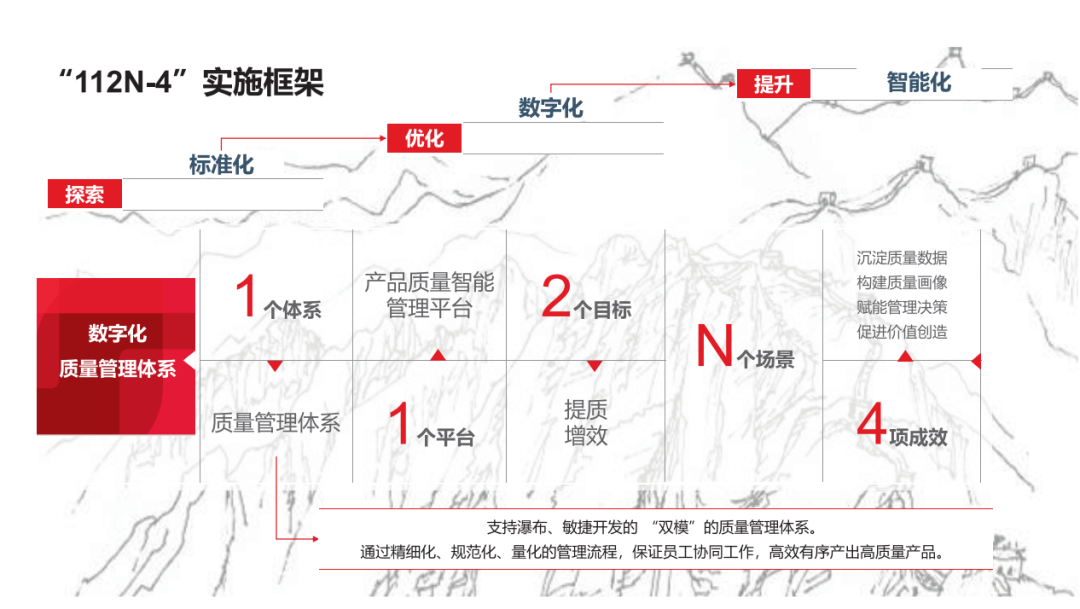 “112N-4”实施框架
提升
智能化
数字化
优化
标准化
探索
数字化
质量管理体系
1个体系
质量管理体系
产品质量智能
管理平台
1个平台
2个目标
提质
增效
N个场景
沉淀质量数据
构建质量画像
赋能管理决策
促进价值创造
4项成效
支持瀑布、敏捷开发的 “双模”的质量管理体系。
通过精细化、规范化、量化的管理流程，保证员工协同工作，高效有序产出高质量产品。